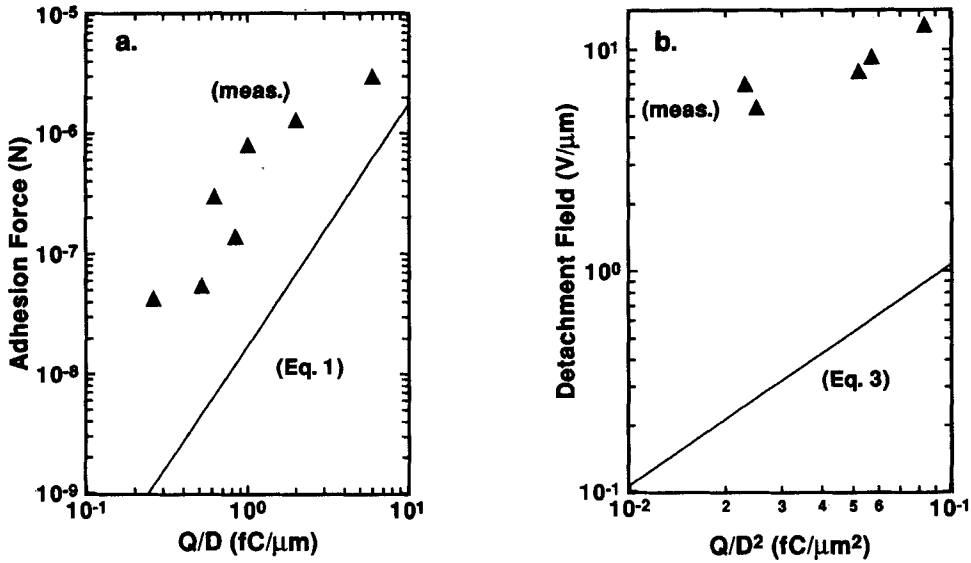 a.
(meas.)
(Eq. 1)
Adhesion Force (N)
10⁻⁵
10⁻⁶
10⁻⁷
10⁻⁸
10⁻⁹
10⁻¹
10⁰
10¹
Q/D (fC/μm)
b.
(meas.)
(Eq. 3)
Detachment Field (V/μm)
10¹
10⁰
10⁻¹
10⁻²
2
3
4
5
6
10⁻¹
Q/D² (fC/μm²)